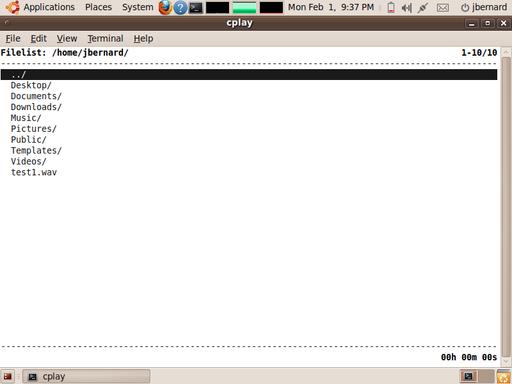 Applications Places System Mon Feb 1, 9:37 PM jbernard
cplay
File Edit View Terminal Help
Filelist: /home/jbernard/ 1-10/10
../
Desktop/
Documents/
Downloads/
Music/
Pictures/
Public/
Templates/
Videos/
test1.wav
00h 00m 00s
cplay